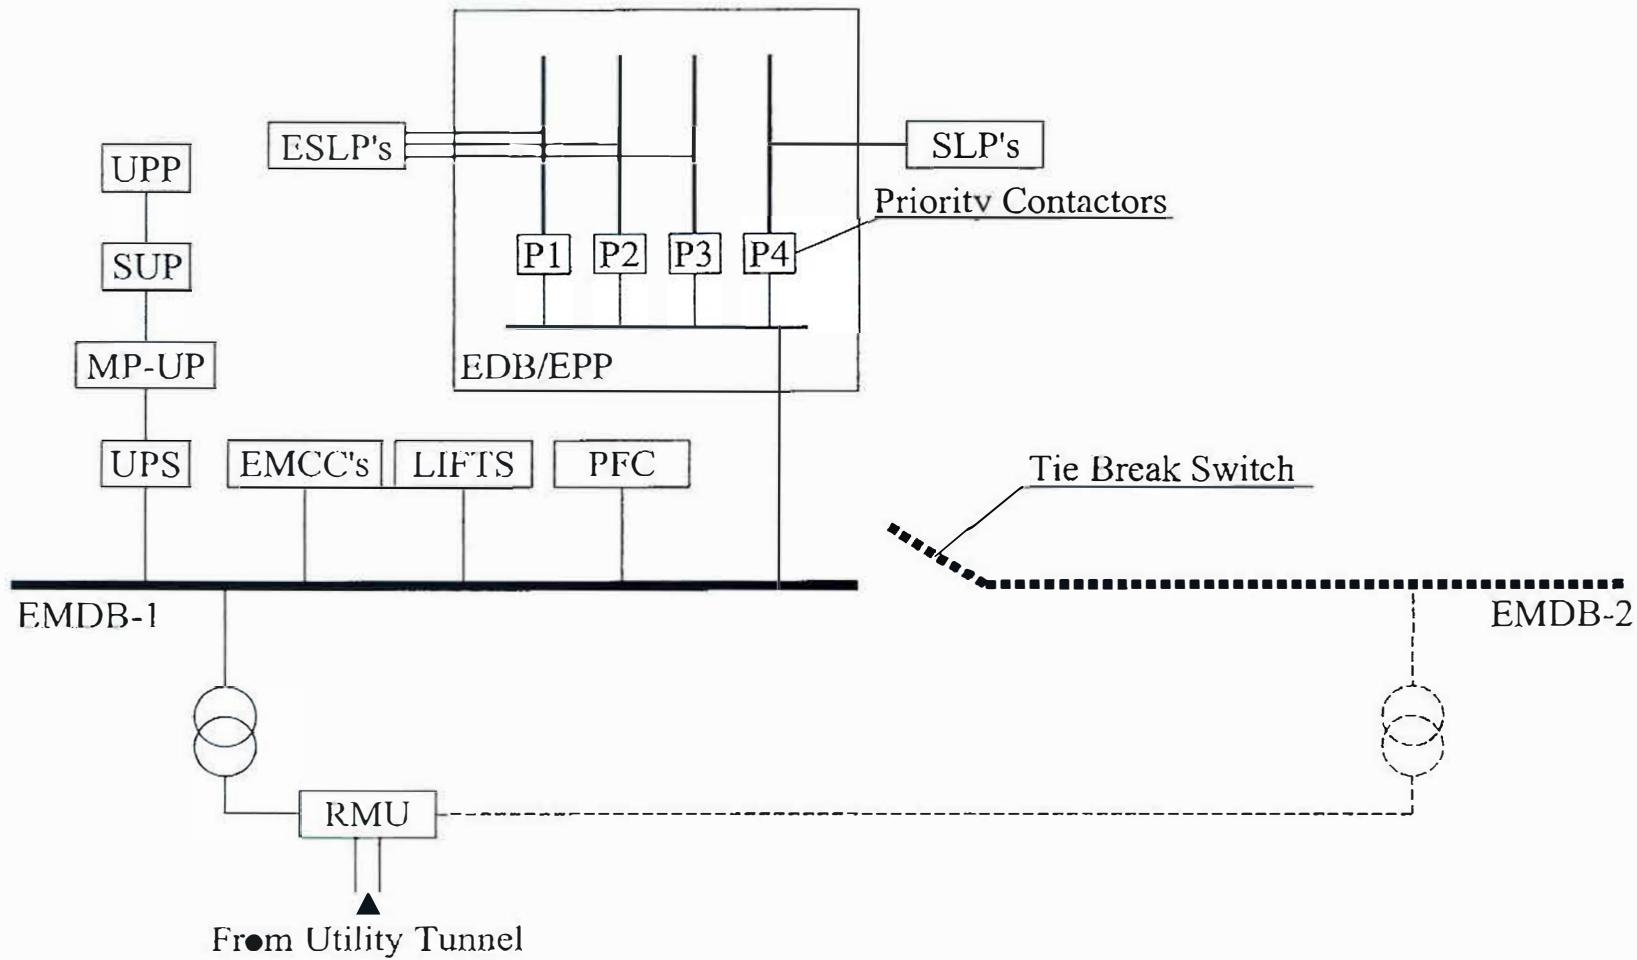 ESLP's
SLP's
UPP
Priority Contactors
SUP
P1
P2
P3
P4
MP-UP
EDB/EPP
UPS
EMCC's
LIFTS
PFC
Tie Break Switch
EMDB-1
EMDB-2
RMU
From Utility Tunnel